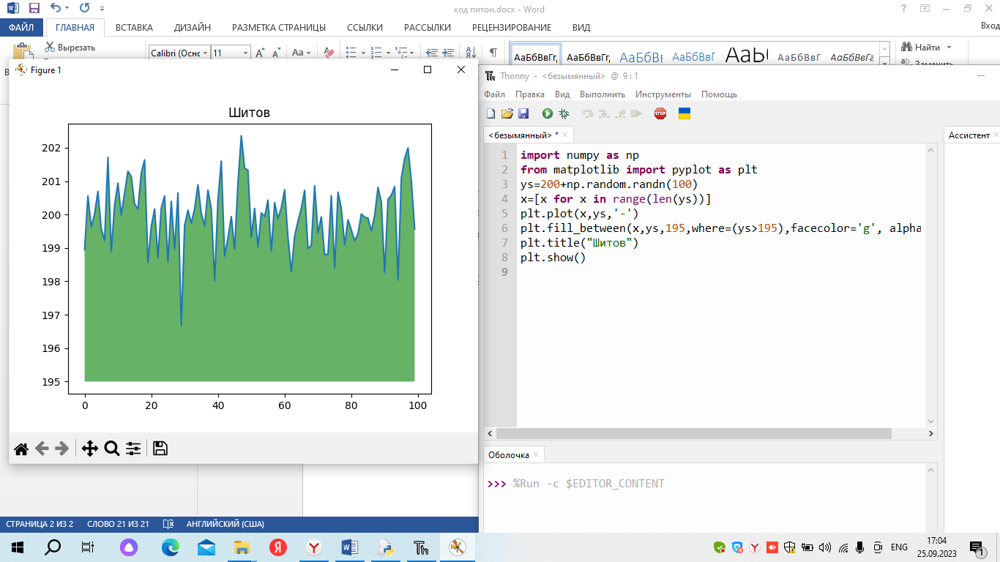 код питон.docx - Word
ФАЙЛ ГЛАВНАЯ ВСТАВКА ДИЗАЙН РАЗМЕТКА СТРАНИЦЫ ССЫЛКИ РАССЫЛКИ РЕЦЕНЗИРОВАНИЕ ВИД Вход
Вырезать
Calibri (Оснс 11
Aa
АаБбВвГг, АаБбВвГг, АаБбВі АаБбВвГ АаЬ АаБбВвГ АаБбВвГг
Найти
Заменить
Figure 1
Шитов
202
201
200
199
198
197
196
195
0 20 40 60 80 100
Thonny - <безымянный> @ 9 : 1
Файл Правка Вид Выполнить Инструменты Помощь
STOP
<безымянный> * ×
Ассистент ×
1 import numpy as np
2 from matplotlib import pyplot as plt
3 ys=200+np.random.randn(100)
4 x=[x for x in range(len(ys))]
5 plt.plot(x,ys,'-')
6 plt.fill_between(x,ys,195,where=(ys>195),facecolor='g', alpha
7 plt.title("Шитов")
8 plt.show()
9
Оболочка ×
>>> %Run -c $EDITOR_CONTENT
СТРАНИЦА 2 ИЗ 2 СЛОВО 21 ИЗ 21 АНГЛИЙСКИЙ (США)
ENG
17:04
25.09.2023
1